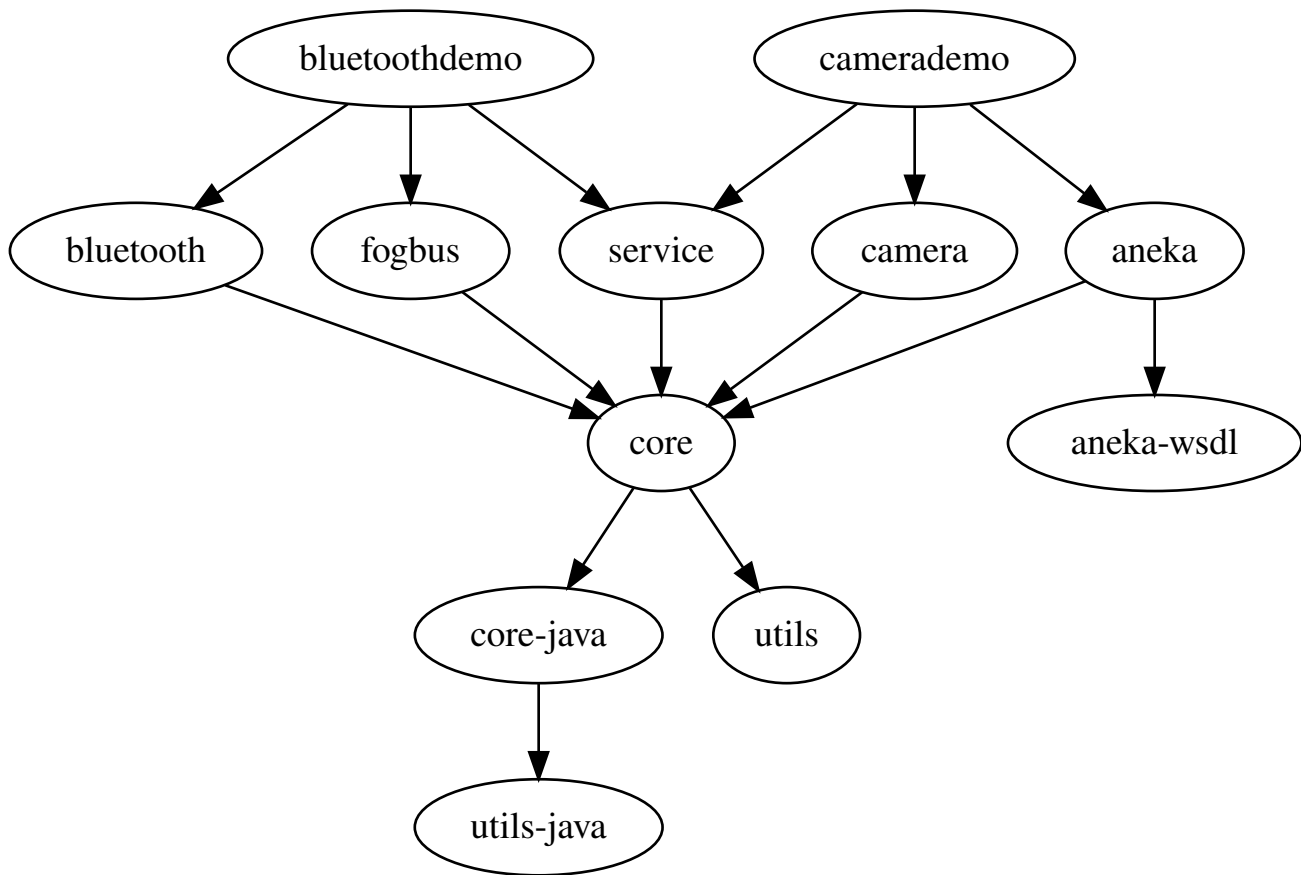 bluetoothdemo
camerademo
bluetooth
fogbus
service
camera
aneka
core
aneka-wsdl
core-java
utils
utils-java